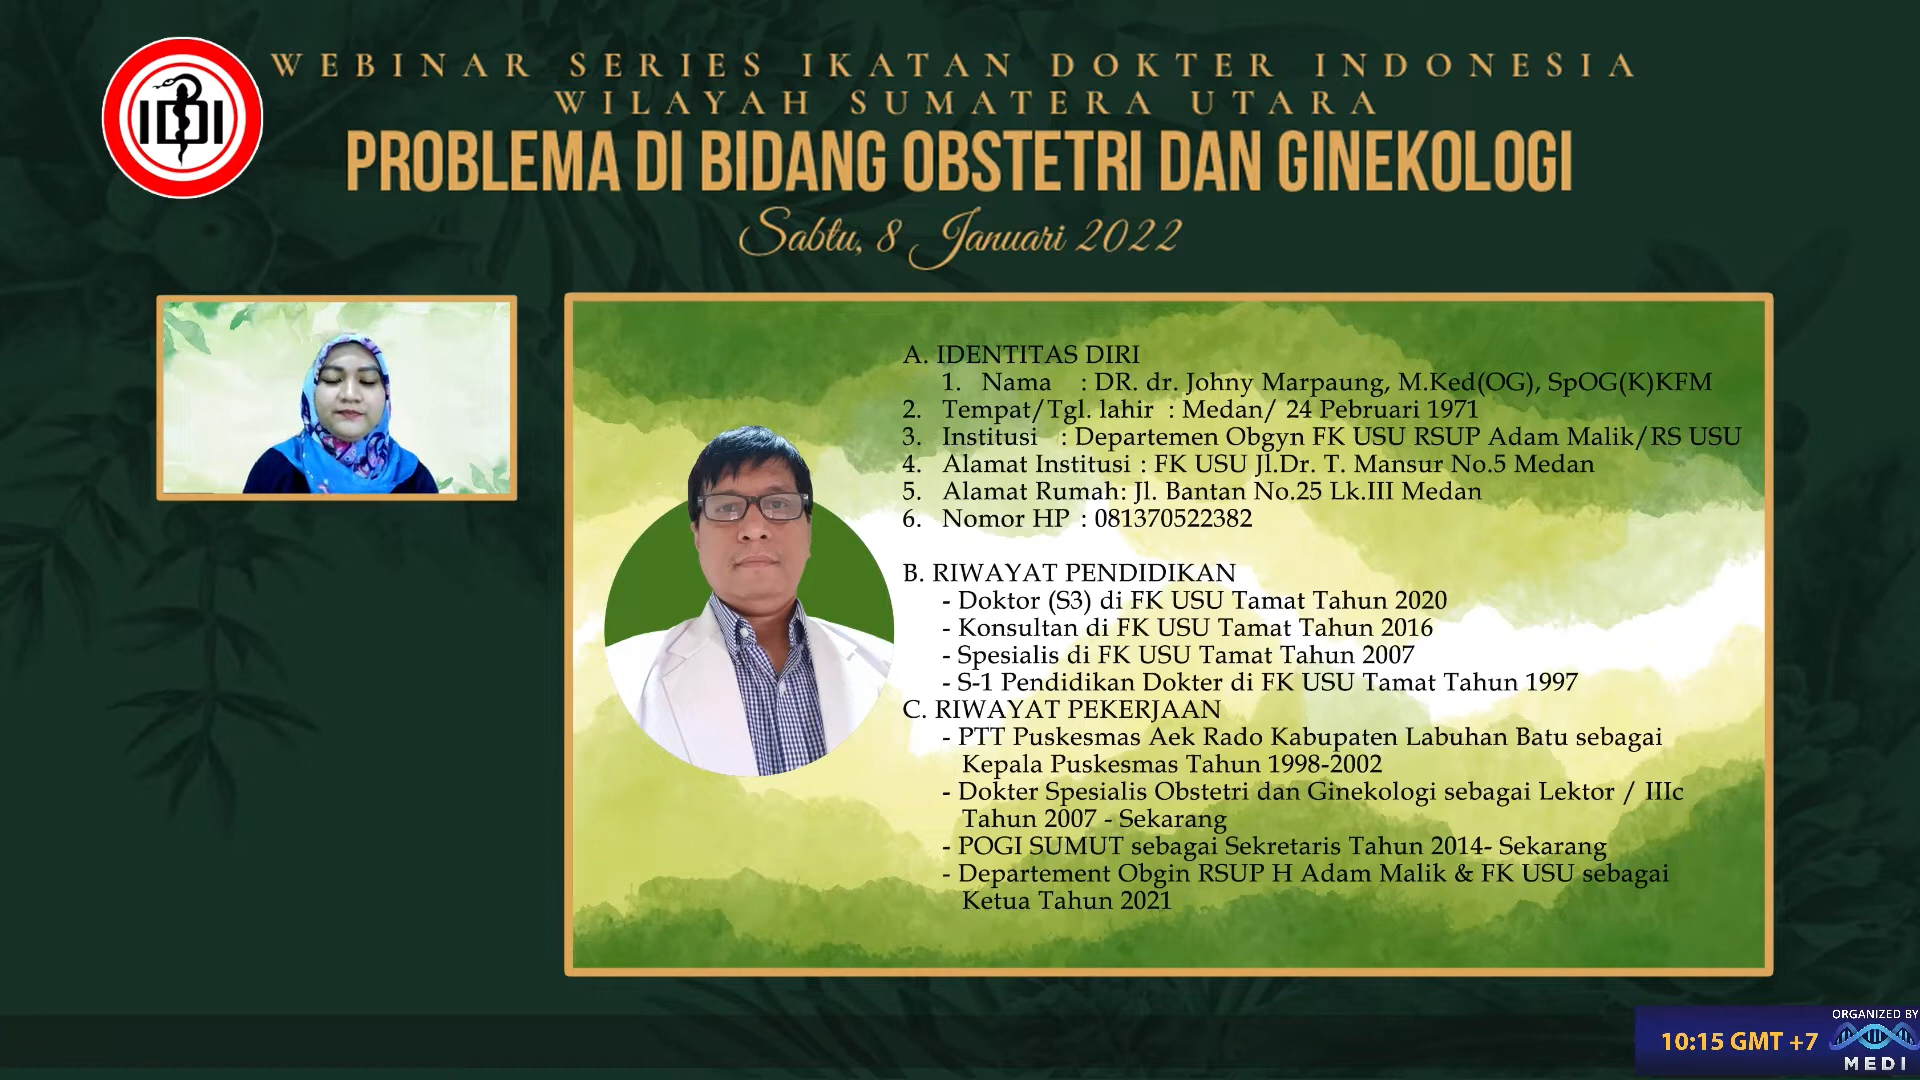 IDI
WEBINAR SERIES IKATAN DOKTER INDONESIA
WILAYAH SUMATERA UTARA
PROBLEMA DI BIDANG OBSTETRI DAN GINEKOLOGI
Sabtu, 8 Januari 2022
A. IDENTITAS DIRI
1. Nama : DR. dr. Johny Marpaung, M.Ked(OG), SpOG(K)KFM
2. Tempat/Tgl. lahir : Medan/ 24 Pebruari 1971
3. Institusi : Departemen Obgyn FK USU RSUP Adam Malik/RS USU
4. Alamat Institusi : FK USU Jl.Dr. T. Mansur No.5 Medan
5. Alamat Rumah: Jl. Bantan No.25 Lk.III Medan
6. Nomor HP : 081370522382
B. RIWAYAT PENDIDIKAN
- Doktor (S3) di FK USU Tamat Tahun 2020
- Konsultan di FK USU Tamat Tahun 2016
- Spesialis di FK USU Tamat Tahun 2007
- S-1 Pendidikan Dokter di FK USU Tamat Tahun 1997
C. RIWAYAT PEKERJAAN
- PTT Puskesmas Aek Rado Kabupaten Labuhan Batu sebagai
Kepala Puskesmas Tahun 1998-2002
- Dokter Spesialis Obstetri dan Ginekologi sebagai Lektor / IIIc
Tahun 2007 - Sekarang
- POGI SUMUT sebagai Sekretaris Tahun 2014- Sekarang
- Departement Obgin RSUP H Adam Malik & FK USU sebagai
Ketua Tahun 2021
10:15 GMT +7
ORGANIZED BY
MEDI